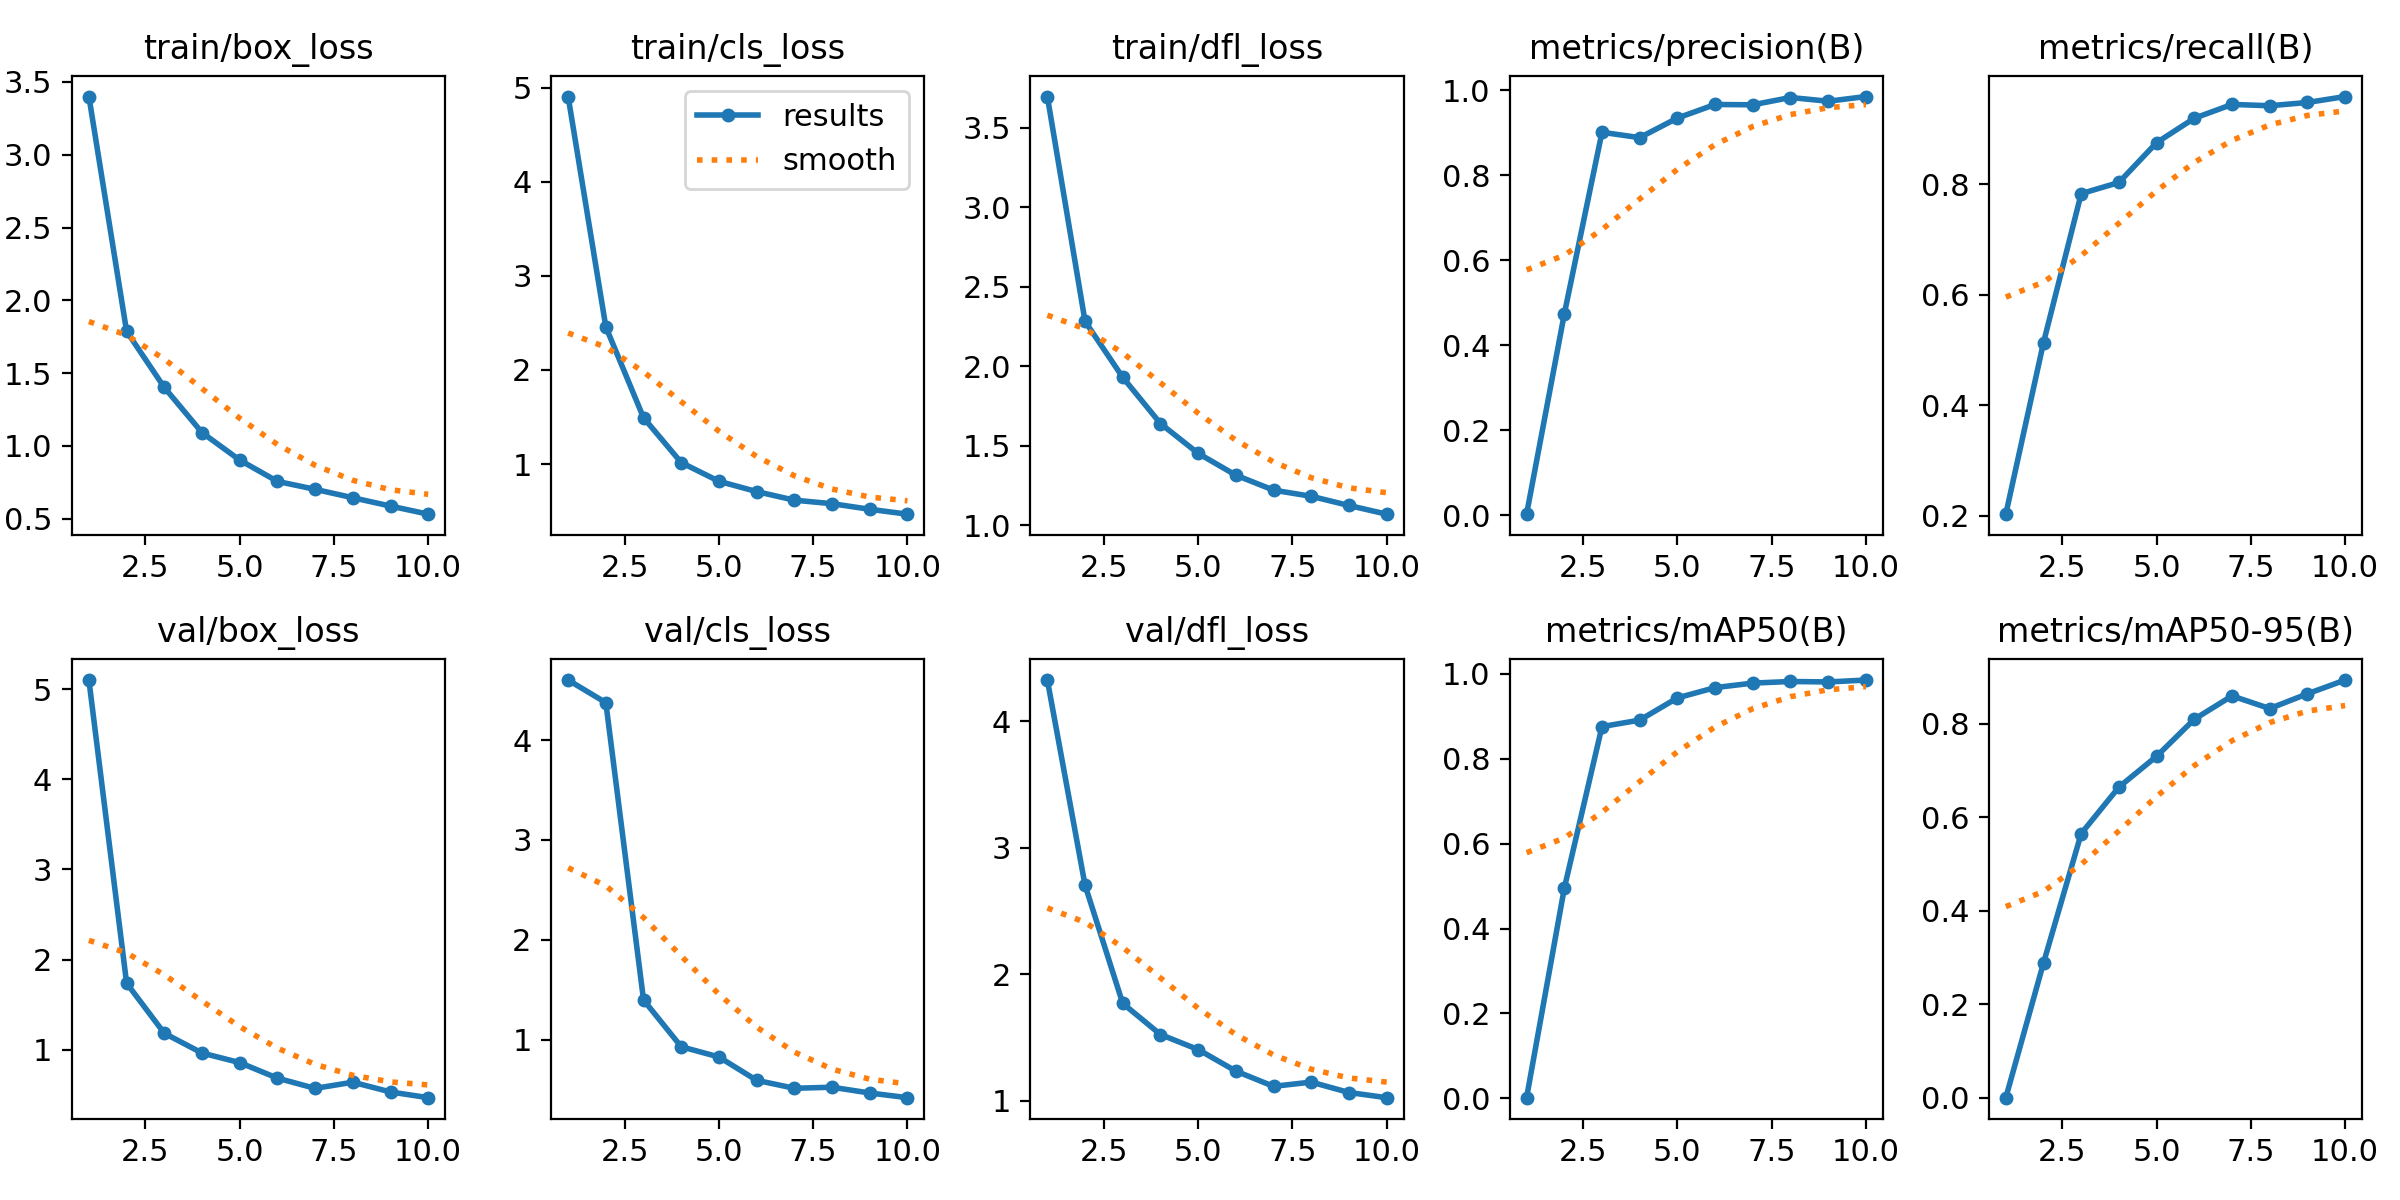 train/box_loss
3.5
3.0
2.5
2.0
1.5
1.0
0.5
2.5 5.0 7.5 10.0
train/cls_loss
results
smooth
5
4
3
2
1
2.5 5.0 7.5 10.0
train/dfl_loss
3.5
3.0
2.5
2.0
1.5
1.0
2.5 5.0 7.5 10.0
metrics/precision(B)
1.0
0.8
0.6
0.4
0.2
0.0
2.5 5.0 7.5 10.0
metrics/recall(B)
0.8
0.6
0.4
0.2
2.5 5.0 7.5 10.0
val/box_loss
5
4
3
2
1
2.5 5.0 7.5 10.0
val/cls_loss
4
3
2
1
2.5 5.0 7.5 10.0
val/dfl_loss
4
3
2
1
2.5 5.0 7.5 10.0
metrics/mAP50(B)
1.0
0.8
0.6
0.4
0.2
0.0
2.5 5.0 7.5 10.0
metrics/mAP50-95(B)
0.8
0.6
0.4
0.2
0.0
2.5 5.0 7.5 10.0